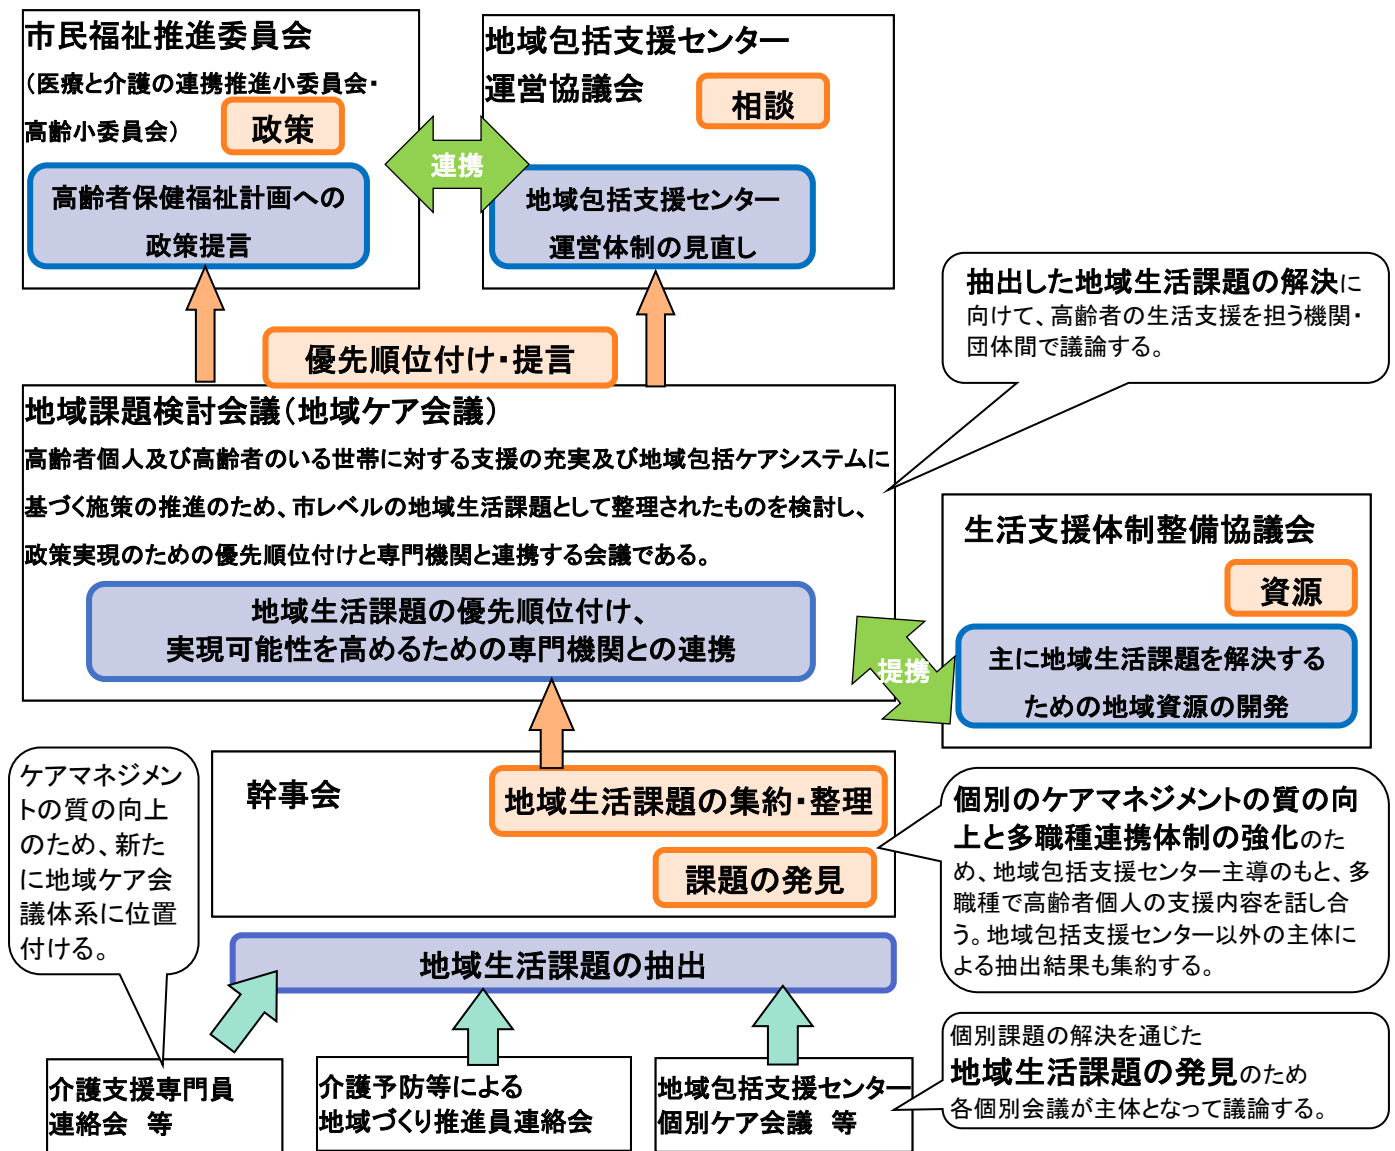 市民福祉推進委員会
（医療と介護の連携推進小委員会・
高齢小委員会）
政策
高齢者保健福祉計画への
政策提言
連携
地域包括支援センター
運営協議会
相談
地域包括支援センター
運営体制の見直し
優先順位付け・提言
抽出した地域生活課題の解決に
向けて、高齢者の生活支援を担う機関・
団体間で議論する。
地域課題検討会議（地域ケア会議）
高齢者個人及び高齢者のいる世帯に対する支援の充実及び地域包括ケアシステムに
基づく施策の推進のため、市レベルの地域生活課題として整理されたものを検討し、
政策実現のための優先順位付けと専門機関と連携する会議である。
地域生活課題の優先順位付け、
実現可能性を高めるための専門機関との連携
提携
生活支援体制整備協議会
資源
主に地域生活課題を解決する
ための地域資源の開発
幹事会
地域生活課題の集約・整理
課題の発見
ケアマネジメン
トの質の向上
のため、新た
に地域ケア会
議体系に位置
付ける。
個別のケアマネジメントの質の向
上と多職種連携体制の強化のた
め、地域包括支援センター主導のもと、多
職種で高齢者個人の支援内容を話し合
う。地域包括支援センター以外の主体に
よる抽出結果も集約する。
地域生活課題の抽出
介護支援専門員
連絡会　等
介護予防等による
地域づくり推進員連絡会
地域包括支援センター
個別ケア会議　等
個別課題の解決を通じた
地域生活課題の発見のため
各個別会議が主体となって議論する。